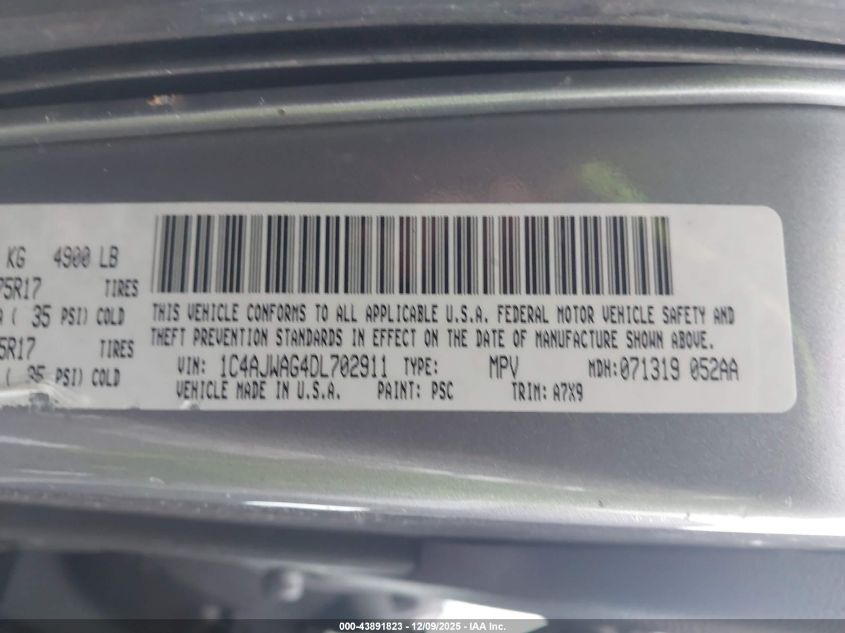 KG 4900 LB
75R17 TIRES
( 35 PSI) COLD
5R17 TIRES
( 35 PSI) COLD
THIS VEHICLE CONFORMS TO ALL APPLICABLE U.S.A. FEDERAL MOTOR VEHICLE SAFETY AND
THEFT PREVENTION STANDARDS IN EFFECT ON THE DATE OF MANUFACTURE SHOWN ABOVE.
VIN: 1C4AJWAG4DL702911 TYPE: MPV MDH: 071319 052AA
VEHICLE MADE IN U.S.A. PAINT: PSC TRIM: A7X9
000-43891823 - 12/09/2025 - IAA Inc.